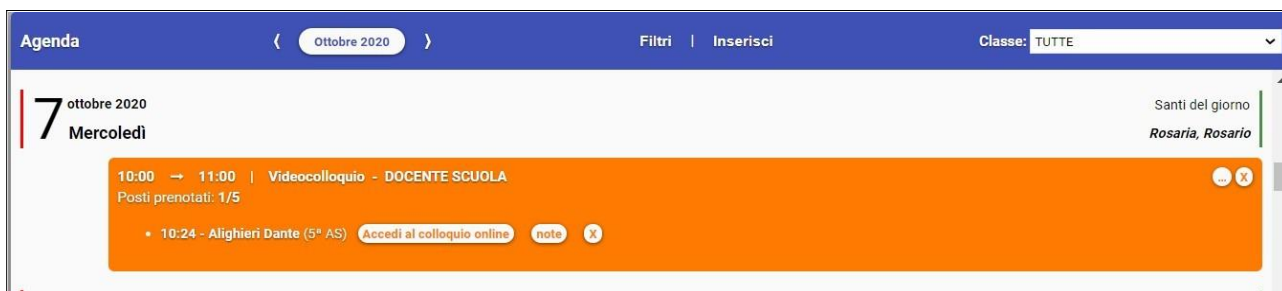 Agenda ⟨ Ottobre 2020 ⟩ Filtri | Inserisci Classe: TUTTE
7 ottobre 2020 Santi del giorno
Mercoledì Rosaria, Rosario
10:00 → 11:00 | Videocolloquio - DOCENTE SCUOLA ... X
Posti prenotati: 1/5
• 10:24 - Alighieri Dante (5ª AS) Accedi al colloquio online note X